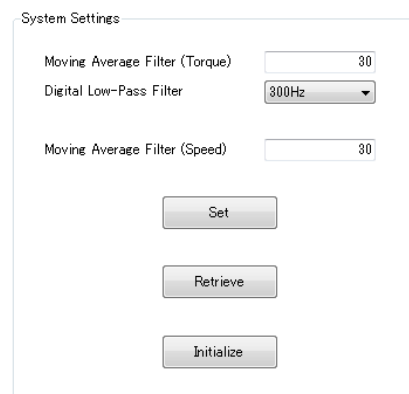 System Settings
Moving Average Filter (Torque) 30
Digital Low-Pass Filter 300Hz
Moving Average Filter (Speed) 30
Set
Retrieve
Initialize